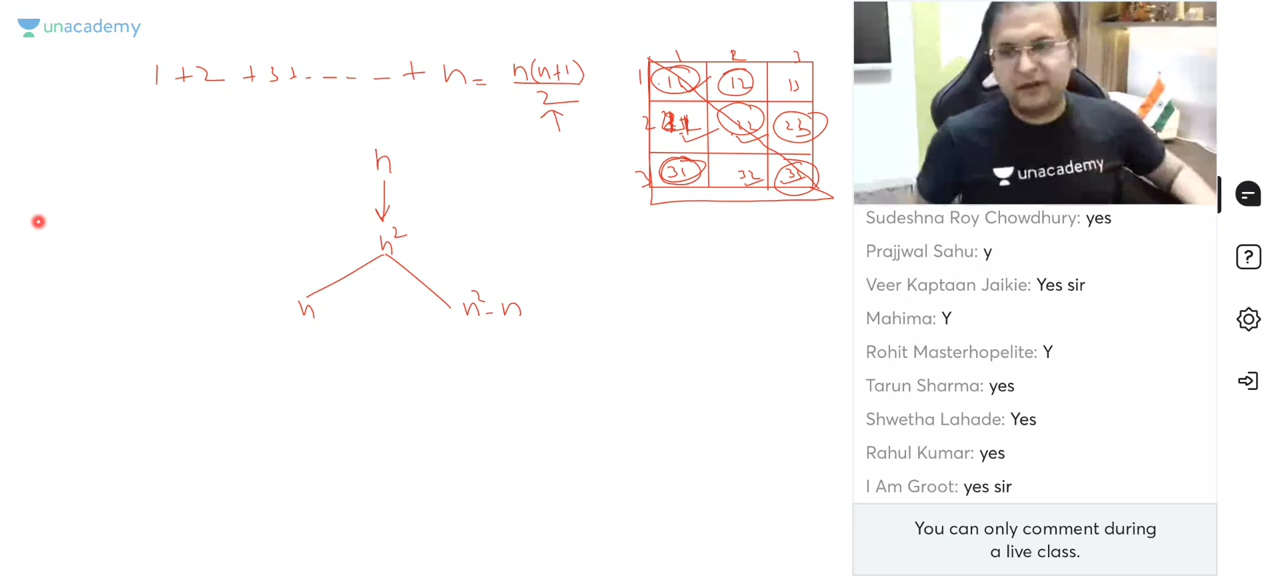 unacademy
1 + 2 + 3 + ------ + n = n(n+1)/2
n
n²
n
n² - n
1 2 3
1 11 12 13
2 21 22 23
3 31 32 33
unacademy
Sudeshna Roy Chowdhury: yes
Prajjwal Sahu: y
Veer Kaptaan Jaikie: Yes sir
Mahima: Y
Rohit Masterhopelite: Y
Tarun Sharma: yes
Shwetha Lahade: Yes
Rahul Kumar: yes
I Am Groot: yes sir
You can only comment during
a live class.
?